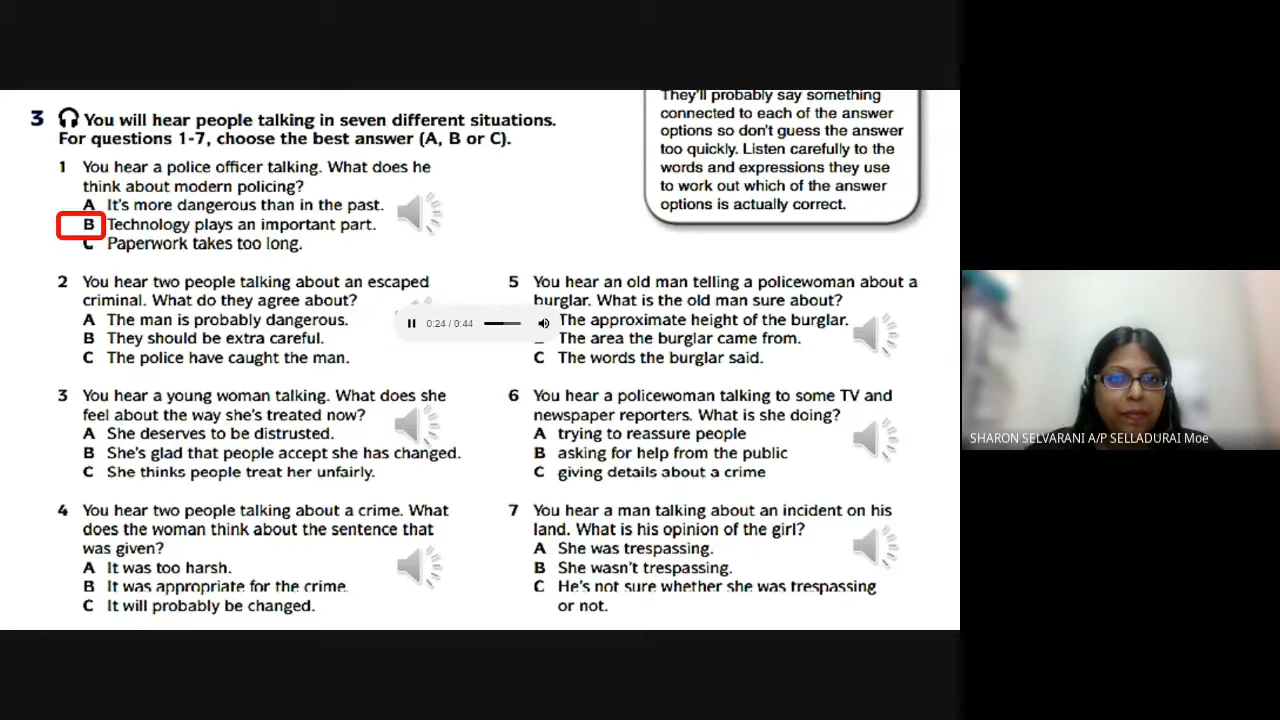 They'll probably say something
connected to each of the answer
options so don't guess the answer
too quickly. Listen carefully to the
words and expressions they use
to work out which of the answer
options is actually correct.
3 You will hear people talking in seven different situations.
For questions 1-7, choose the best answer (A, B or C).
1 You hear a police officer talking. What does he
think about modern policing?
A It's more dangerous than in the past.
B Technology plays an important part.
C Paperwork takes too long.
2 You hear two people talking about an escaped
criminal. What do they agree about?
A The man is probably dangerous.
B They should be extra careful.
C The police have caught the man.
0:24 / 0:44
3 You hear a young woman talking. What does she
feel about the way she's treated now?
A She deserves to be distrusted.
B She's glad that people accept she has changed.
C She thinks people treat her unfairly.
4 You hear two people talking about a crime. What
does the woman think about the sentence that
was given?
A It was too harsh.
B It was appropriate for the crime.
C It will probably be changed.
5 You hear an old man telling a policewoman about a
burglar. What is the old man sure about?
The approximate height of the burglar.
The area the burglar came from.
C The words the burglar said.
6 You hear a policewoman talking to some TV and
newspaper reporters. What is she doing?
A trying to reassure people
B asking for help from the public
C giving details about a crime
7 You hear a man talking about an incident on his
land. What is his opinion of the girl?
A She was trespassing.
B She wasn't trespassing.
C He's not sure whether she was trespassing
or not.
SHARON SELVARANI A/P SELLADURAI Moe